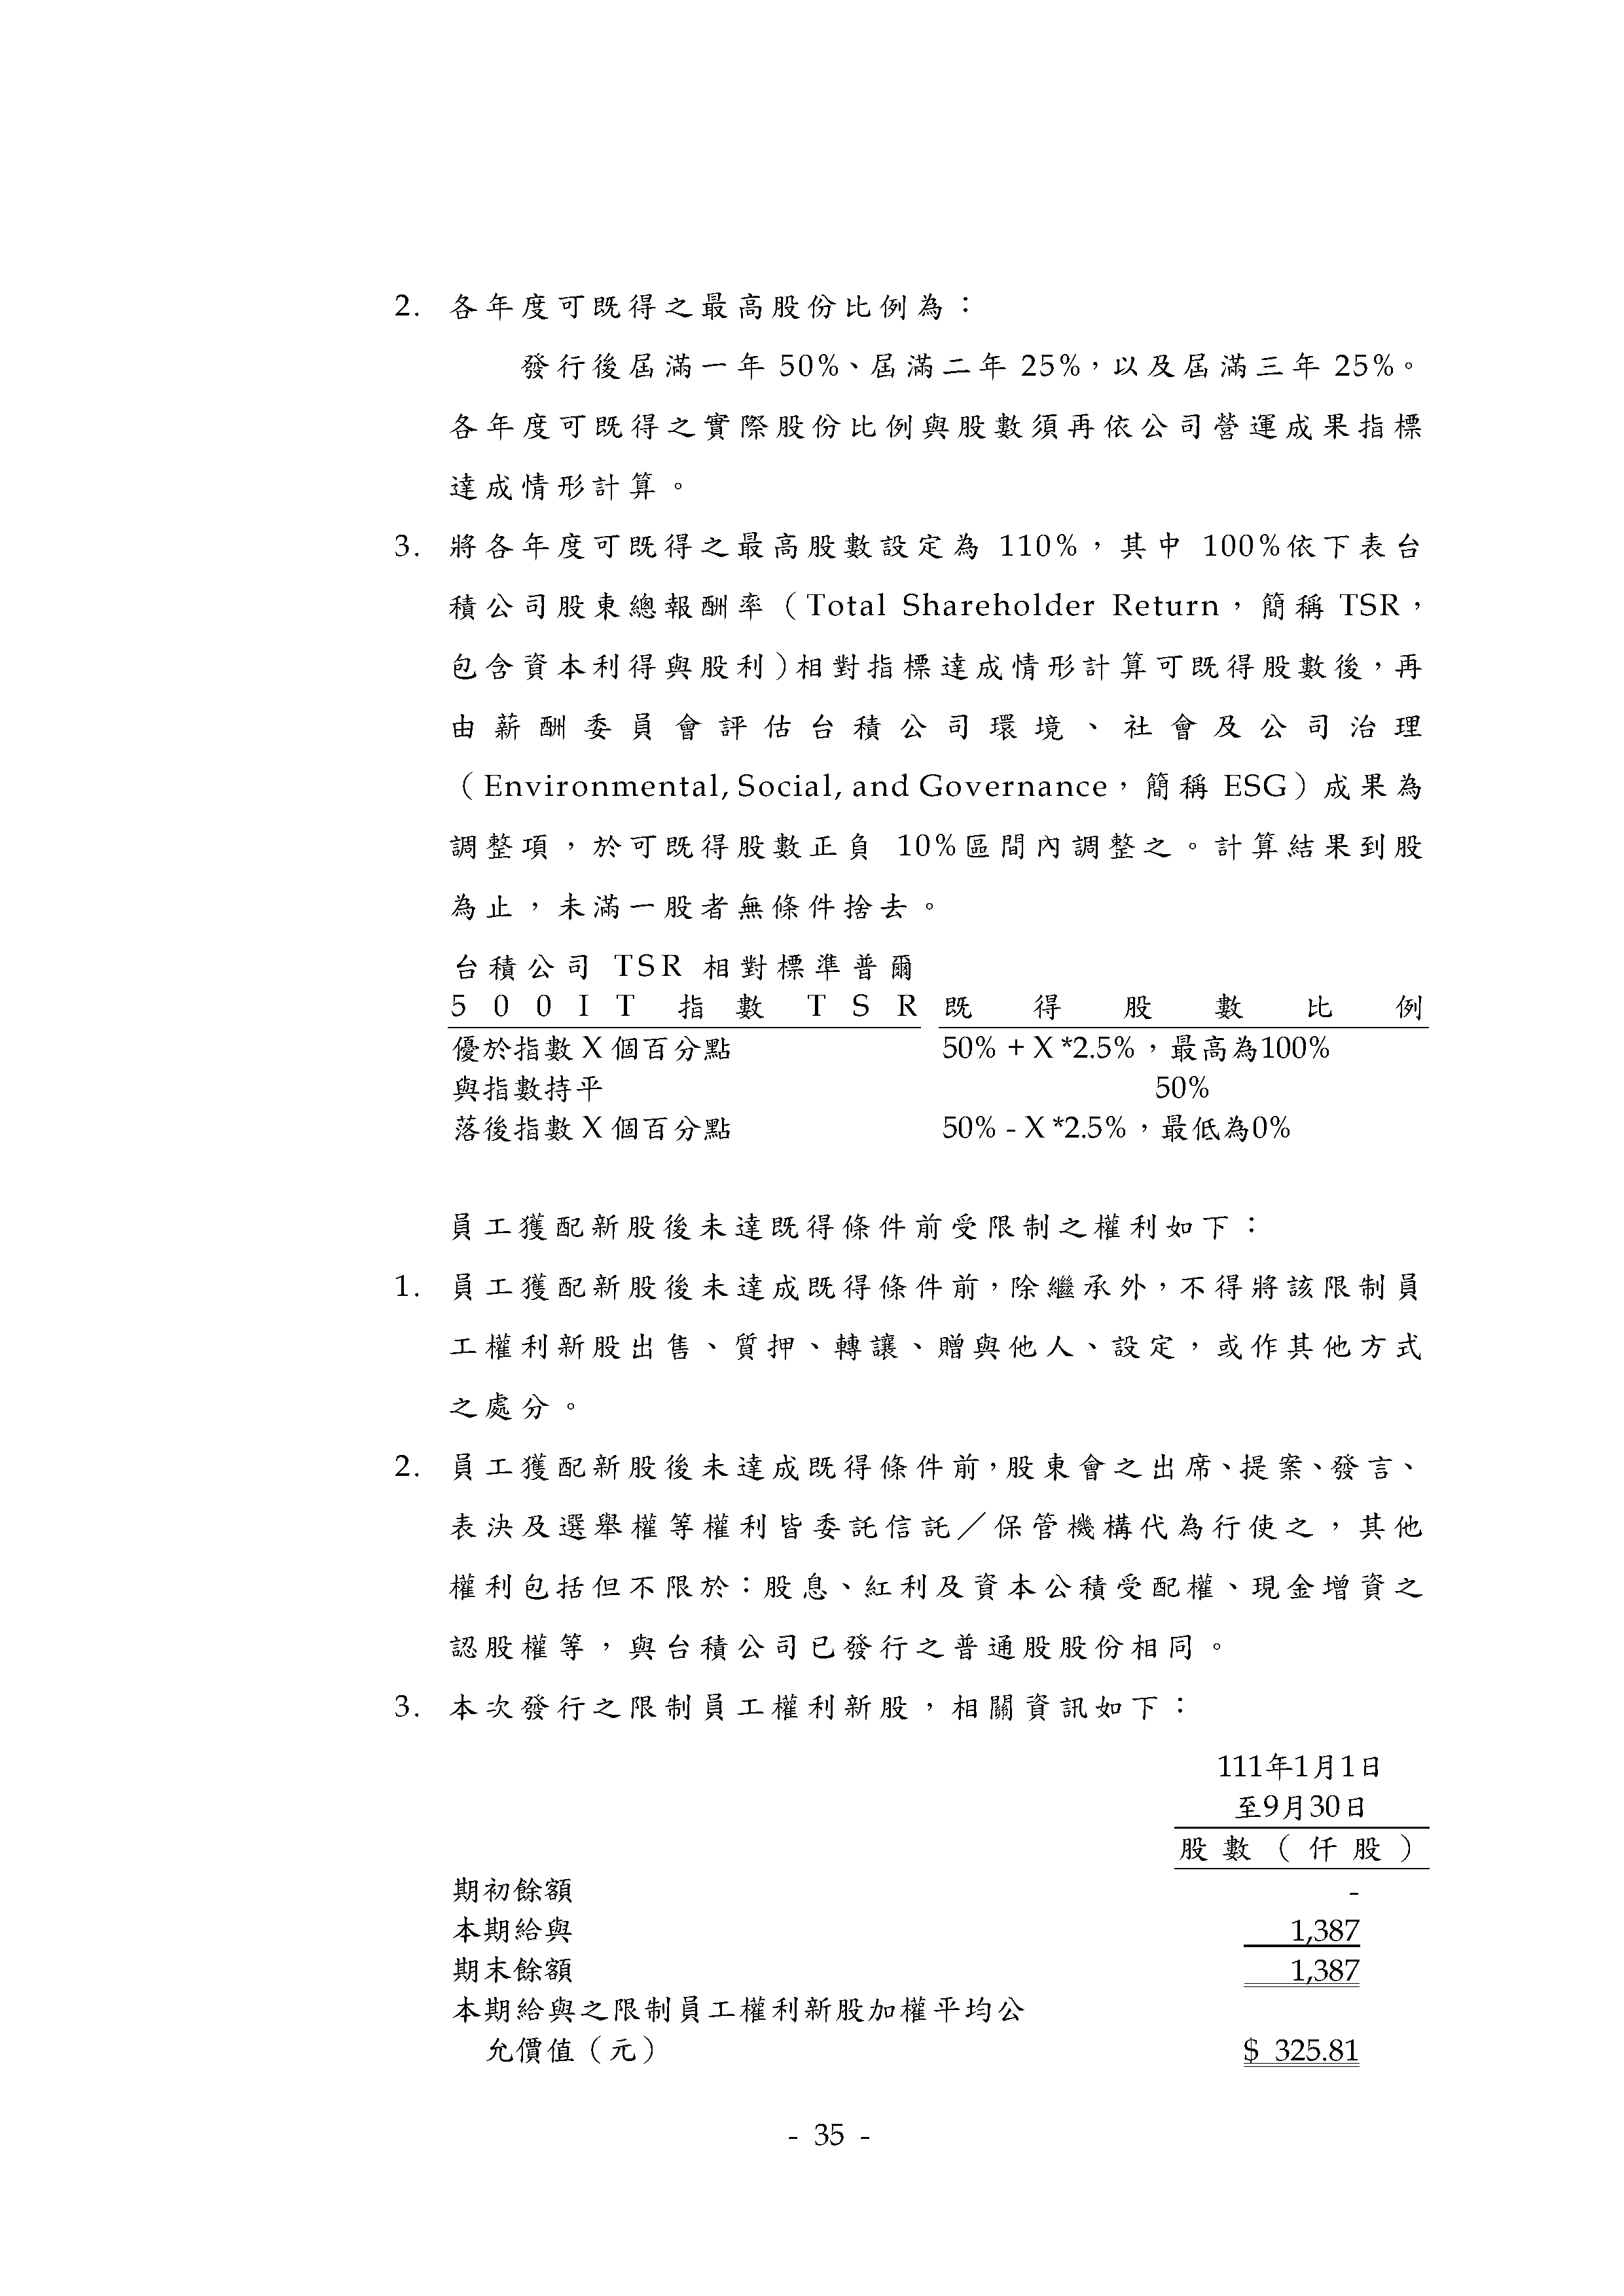 2. 各年度可既得之最高股份比例為：
發行後屆滿一年 50%、屆滿二年 25%，以及屆滿三年 25%。
各年度可既得之實際股份比例與股數須再依公司營運成果指標
達成情形計算。
3. 將各年度可既得之最高股數設定為 110%，其中 100%依下表台
積公司股東總報酬率（Total Shareholder Return，簡稱 TSR，
包含資本利得與股利）相對指標達成情形計算可既得股數後，再
由薪酬委員會評估台積公司環境、社會及公司治理
（Environmental, Social, and Governance，簡稱 ESG）成果為
調整項，於可既得股數正負 10%區間內調整之。計算結果到股
為止，未滿一股者無條件捨去。
台積公司 TSR 相對標準普爾
500IT 指數 TSR 既得股數比例
優於指數 X 個百分點 50% + X *2.5%，最高為100%
與指數持平 50%
落後指數 X 個百分點 50% - X *2.5%，最低為0%
員工獲配新股後未達既得條件前受限制之權利如下：
1. 員工獲配新股後未達成既得條件前，除繼承外，不得將該限制員
工權利新股出售、質押、轉讓、贈與他人、設定，或作其他方式
之處分。
2. 員工獲配新股後未達成既得條件前，股東會之出席、提案、發言、
表決及選舉權等權利皆委託信託／保管機構代為行使之，其他
權利包括但不限於：股息、紅利及資本公積受配權、現金增資之
認股權等，與台積公司已發行之普通股股份相同。
3. 本次發行之限制員工權利新股，相關資訊如下：
111年1月1日
至9月30日
股數（仟股）
期初餘額 -
本期給與 1,387
期末餘額 1,387
本期給與之限制員工權利新股加權平均公
允價值（元） $ 325.81
- 35 -